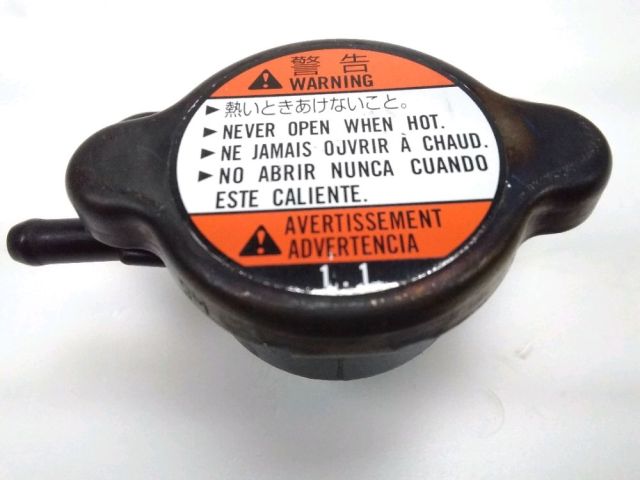 警告
WARNING
熱いときあけないこと。
NEVER OPEN WHEN HOT.
NE JAMAIS OUVRIR À CHAUD.
NO ABRIR NUNCA CUANDO
ESTE CALIENTE.
AVERTISSEMENT
ADVERTENCIA
1.1